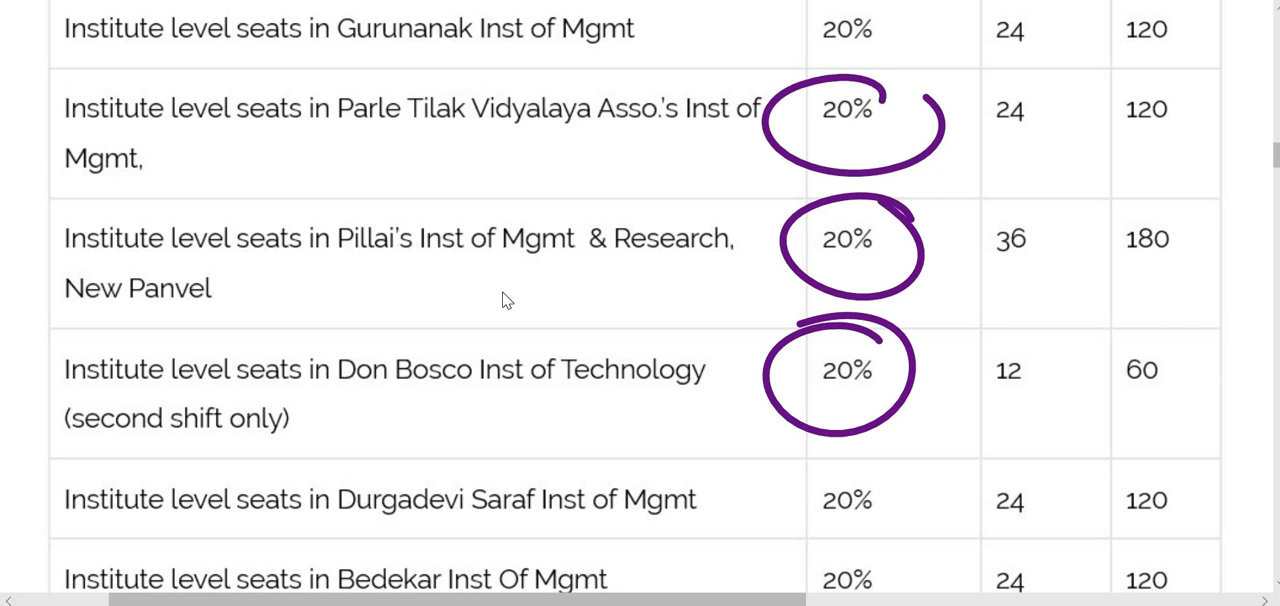 Institute level seats in Gurunanak Inst of Mgmt 20% 24 120
Institute level seats in Parle Tilak Vidyalaya Asso.'s Inst of 20% 24 120
Mgmt,
Institute level seats in Pillai's Inst of Mgmt & Research, 20% 36 180
New Panvel
Institute level seats in Don Bosco Inst of Technology 20% 12 60
(second shift only)
Institute level seats in Durgadevi Saraf Inst of Mgmt 20% 24 120
Institute level seats in Bedekar Inst Of Mgmt 20% 24 120